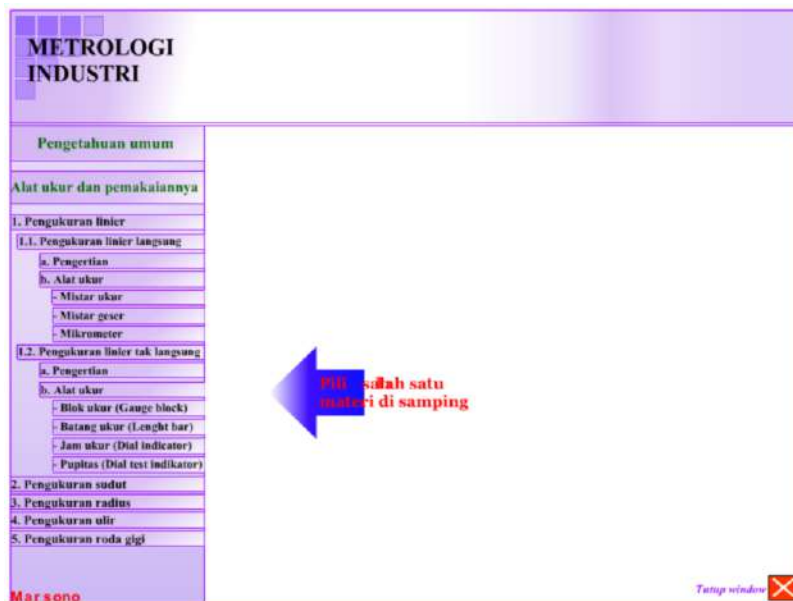 METROLOGI
INDUSTRI
Pengetahuan umum
Alat ukur dan pemakaiannya
1. Pengukuran linier
1.1. Pengukuran linier langsung
a. Pengertian
b. Alat ukur
- Mistar ukur
- Mistar geser
- Mikrometer
1.2. Pengukuran linier tak langsung
a. Pengertian
b. Alat ukur
- Blok ukur (Gauge block)
- Batang ukur (Lenght bar)
- Jam ukur (Dial indicator)
- Pupitas (Dial test indikator)
2. Pengukuran sudut
3. Pengukuran radius
4. Pengukuran ulir
5. Pengukuran roda gigi
Marsono
satu
materi di samping
Tutup window